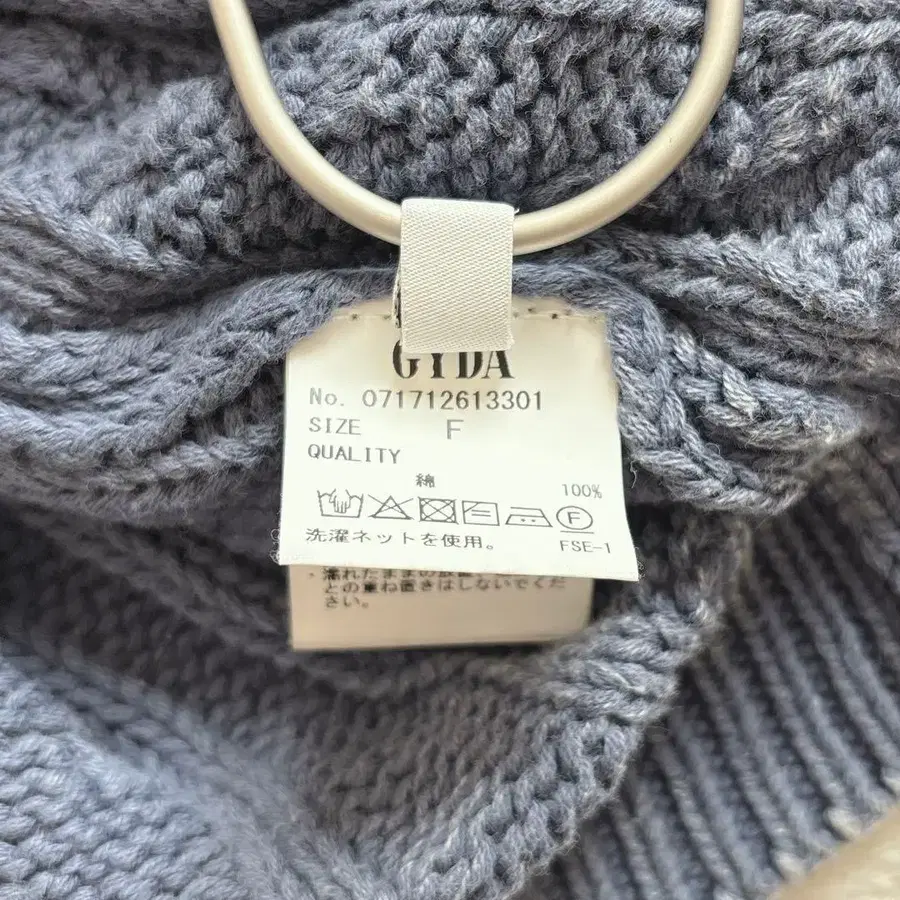 GYDA
No. 071712613301
SIZE F
QUALITY
綿 100%
F
洗濯ネットを使用。 FSE-1
・濡れたままの放置
との重ね置きはしないでくだ
さい。